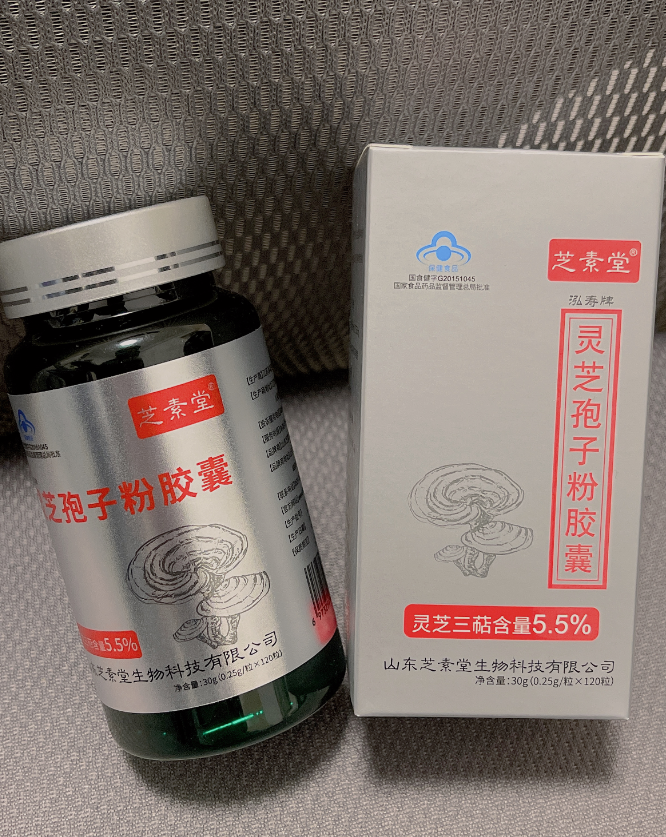 芝素堂®
芝孢子粉胶囊
含量5.5%
芝素堂生物科技有限公司
净含量:30g(0.25g/粒×120粒)
保健食品
国食健字G20151045
国家食品药品监督管理总局批准
芝素堂®
泓寿牌
灵芝孢子粉胶囊
灵芝三萜含量5.5%
山东芝素堂生物科技有限公司
净含量:30g(0.25g/粒×120粒)